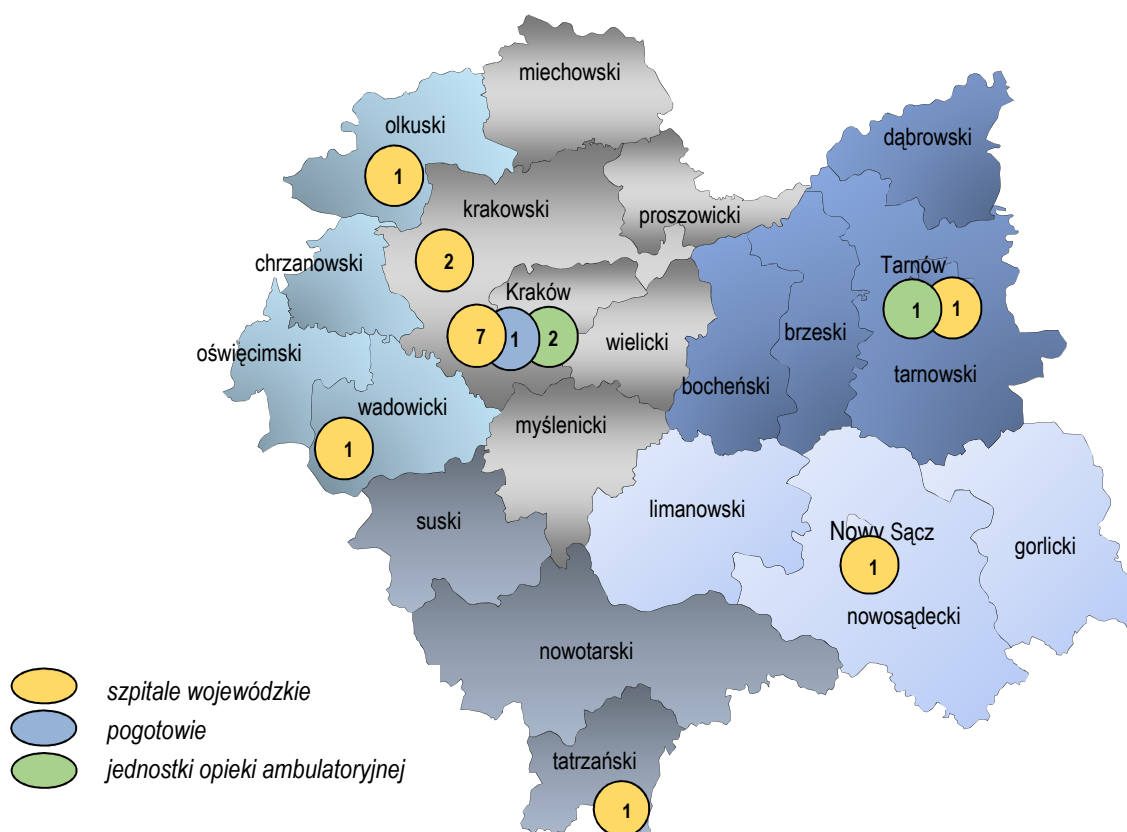 miechowski
olkuski
dąbrowski
1
krakowski
proszowicki
chrzanowski
2
Tarnów
Kraków
1
1
7
1
2
wielicki
brzeski
oświęcimski
tarnowski
bocheński
wadowicki
myślenicki
1
limanowski
suski
Nowy Sącz
gorlicki
1
nowosądecki
nowotarski
szpitale wojewódzkie
pogotowie
tatrzański
jednostki opieki ambulatoryjnej
1